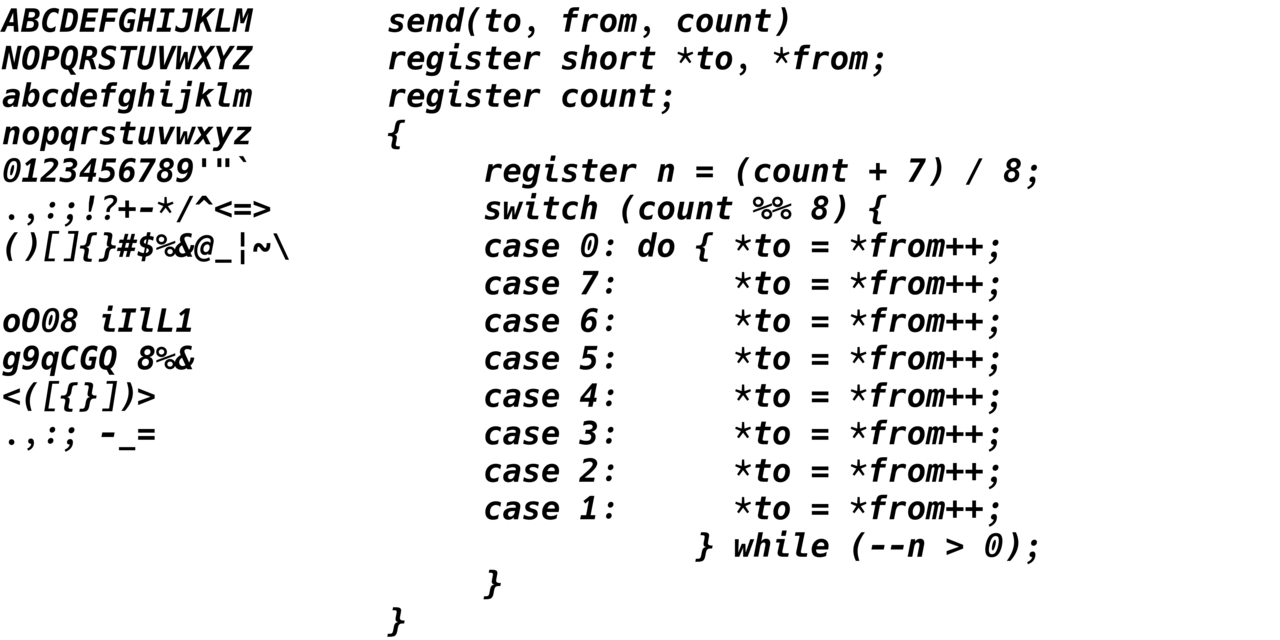 ABCDEFGHIJKLM
NOPQRSTUVWXYZ
abcdefghijklm
nopqrstuvwxyz
0123456789'"`
.,:;!?+-*/^<=>
()[]{}#$%&@_¦~\
oO08 iIlL1
g9qCGQ 8%&
<([{}])>
.,:; -_=
send(to, from, count)
register short *to, *from;
register count;
{
register n = (count + 7) / 8;
switch (count %% 8) {
case 0: do { *to = *from++;
case 7: *to = *from++;
case 6: *to = *from++;
case 5: *to = *from++;
case 4: *to = *from++;
case 3: *to = *from++;
case 2: *to = *from++;
case 1: *to = *from++;
} while (--n > 0);
}
}